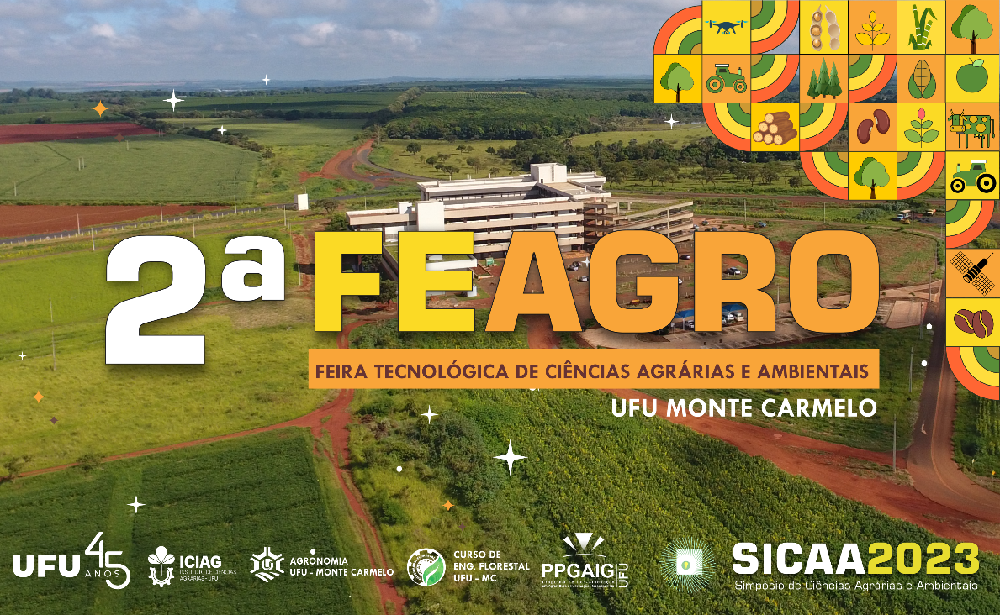 2ª FEAGRO
FEIRA TECNOLÓGICA DE CIÊNCIAS AGRÁRIAS E AMBIENTAIS
UFU MONTE CARMELO
UFU 45
ANOS
ICIAG
INSTITUTO DE CIÊNCIAS
AGRÁRIAS - UFU
AGRONOMIA
UFU - MONTE CARMELO
CURSO DE
ENG. FLORESTAL
UFU - MC
PPGAIG
UFU
SICAA2023
Simpósio de Ciências Agrárias e Ambientais